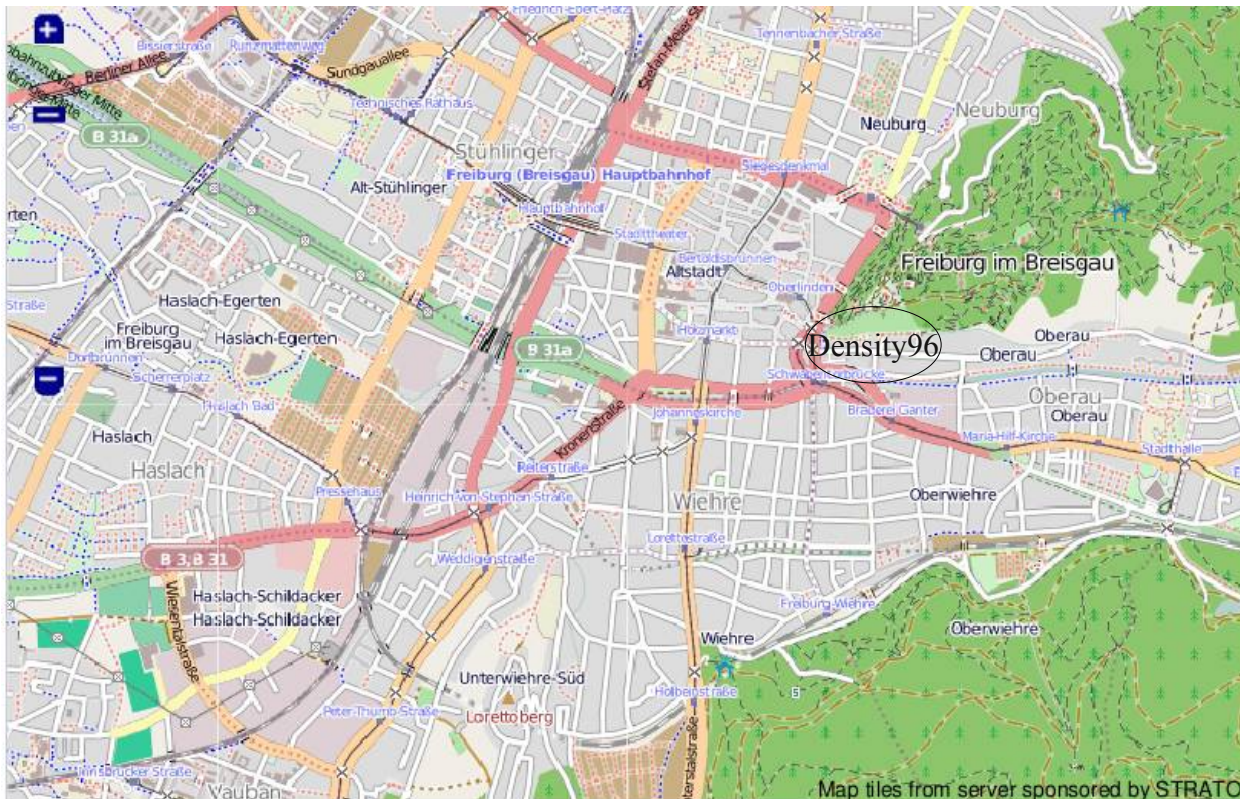 Friedrich-Ebert-Platz
Tennenbacher Straße
Bissierstraße
Runzmattenweg
Berliner Allee
Sundgauallee
Technisches Rathaus
B 31a
Neuburg
Neuburg
Stühlinger
Siegesdenkmal
Freiburg (Breisgau) Hauptbahnhof
Alt-Stühlinger
Hauptbahnhof
Stadttheater
Egerten
Bertoldsbrunnen
Altstadt
Freiburg im Breisgau
Oberlinden
Straße
Haslach-Egerten
Freiburg
im Breisgau
Haslach-Egerten
Holzmarkt
Oberau
Density96
B 31a
Oberau
Dorfbrunnen
Scherrerplatz
Schwabentorbrücke
Haslach Bad
Oberau
Johanneskirche
Brauerei Ganter
Oberau
Kronenstraße
Haslach
Maria-Hilf-Kirche
Stadthalle
Haslach
Reiterstraße
Pressehaus
Heinrich-Von-Stephan-Straße
Wiehre
Oberwiehre
Lorettostraße
B 3,B 31
Weddigenstraße
Wiesentalstraße
Haslach-Schildacker
Freiburg-Wiehre
Haslach-Schildacker
Oberwiehre
Wiehre
Unterwiehre-Süd
Holbeinstraße
5
Peter-Thumb-Straße
Lorettoberg
Innsbrucker Straße
Vauban
Map tiles from server sponsored by STRATO